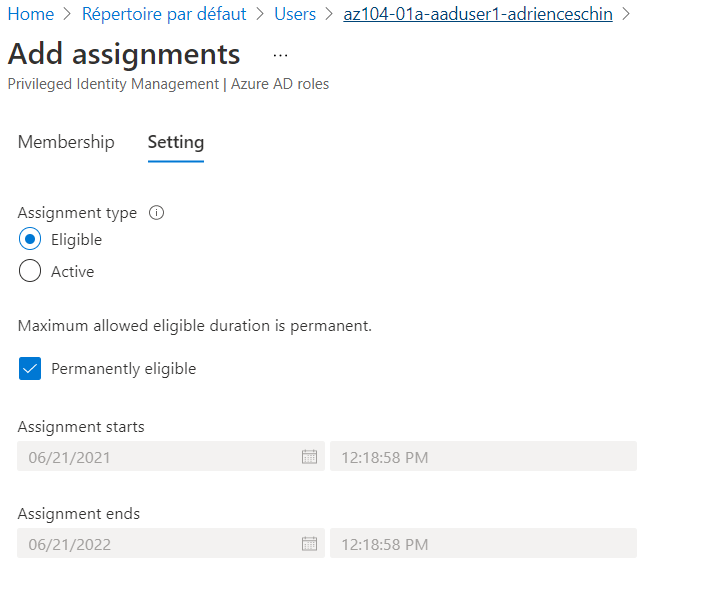 Home > Répertoire par défaut > Users > az104-01a-aaduser1-adrienceschin >
Add assignments ...
Privileged Identity Management | Azure AD roles
Membership Setting
Assignment type
Eligible
Active
Maximum allowed eligible duration is permanent.
Permanently eligible
Assignment starts
06/21/2021 12:18:58 PM
Assignment ends
06/21/2022 12:18:58 PM